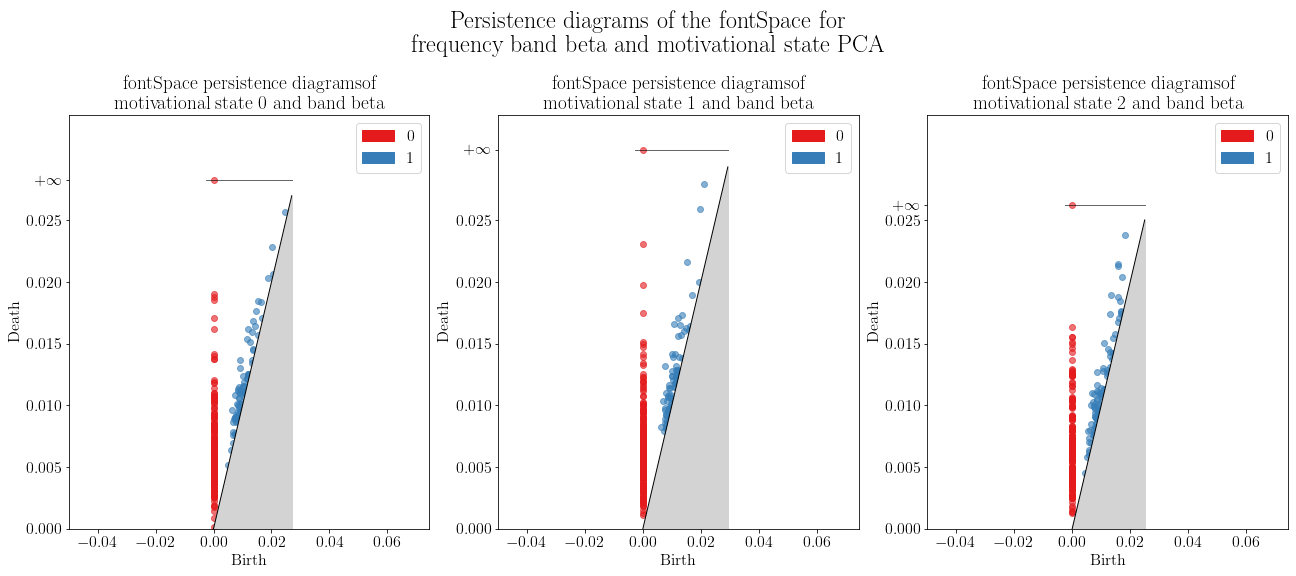 Persistence diagrams of the fontSpace for
frequency band beta and motivational state PCA
fontSpace persistence diagramsof
motivational state 0 and band beta
0
1
+∞
0.025
0.020
0.015
0.010
0.005
0.000
Death
−0.04 −0.02 0.00 0.02 0.04 0.06
Birth
fontSpace persistence diagramsof
motivational state 1 and band beta
0
1
+∞
0.025
0.020
0.015
0.010
0.005
0.000
Death
−0.04 −0.02 0.00 0.02 0.04 0.06
Birth
fontSpace persistence diagramsof
motivational state 2 and band beta
0
1
+∞
0.025
0.020
0.015
0.010
0.005
0.000
Death
−0.04 −0.02 0.00 0.02 0.04 0.06
Birth